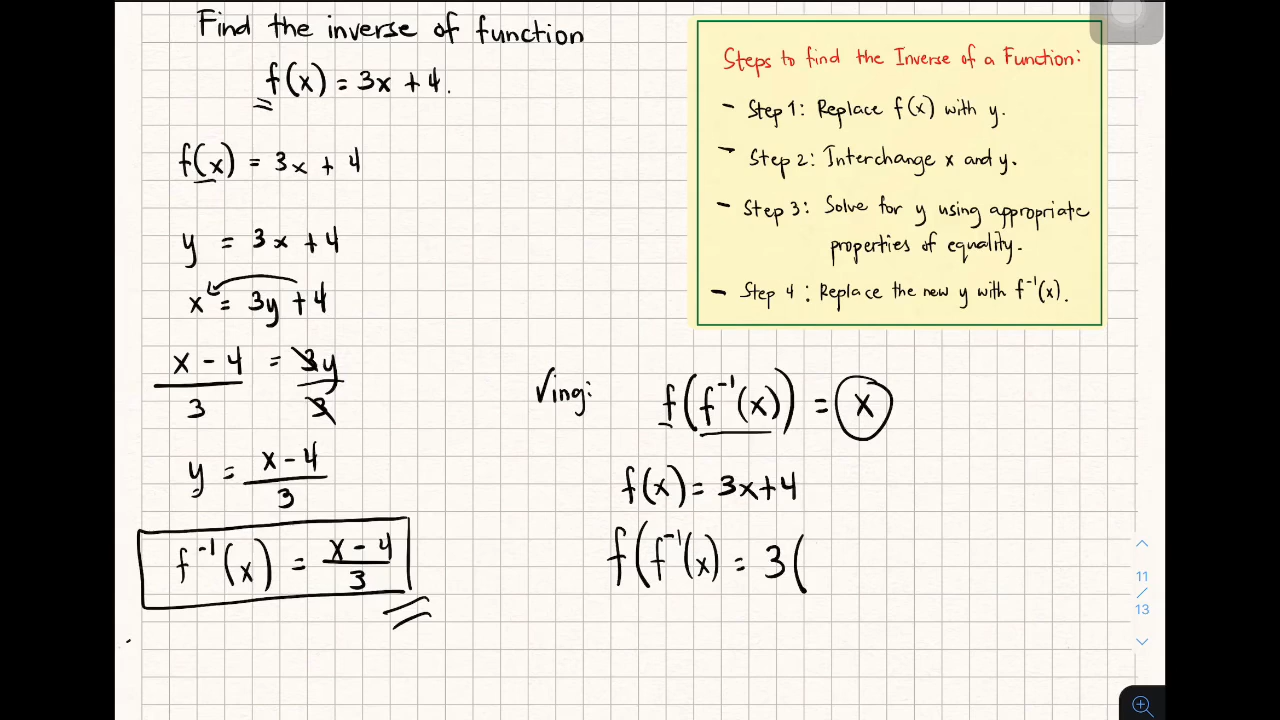 Find the inverse of function
f(x) = 3x + 4.
f(x) = 3x + 4
y = 3x + 4
x = 3y + 4
x - 4 = 3y
3 3
y = x - 4
3
f⁻¹(x) = x - 4
3
Steps to find the Inverse of a Function:
- Step 1: Replace f(x) with y.
- Step 2: Interchange x and y.
- Step 3: Solve for y using appropriate
properties of equality.
- Step 4: Replace the new y with f⁻¹(x).
√ing: f(f⁻¹(x)) = x
f(x) = 3x+4
f(f⁻¹(x) = 3(
11
/
13